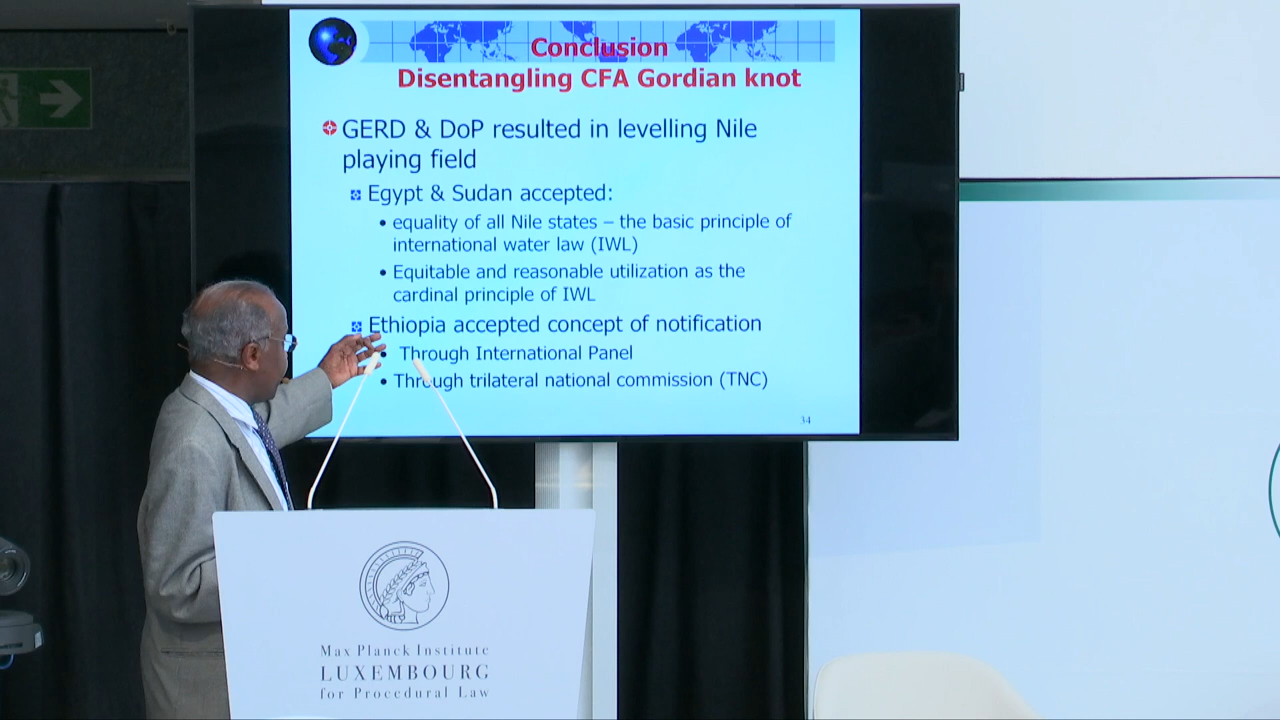 Conclusion
Disentangling CFA Gordian knot
GERD & DoP resulted in levelling Nile
playing field
Egypt & Sudan accepted:
• equality of all Nile states – the basic principle of
international water law (IWL)
• Equitable and reasonable utilization as the
cardinal principle of IWL
Ethiopia accepted concept of notification
• Through International Panel
• Through trilateral national commission (TNC)
34
Max Planck Institute
LUXEMBOURG
for Procedural Law